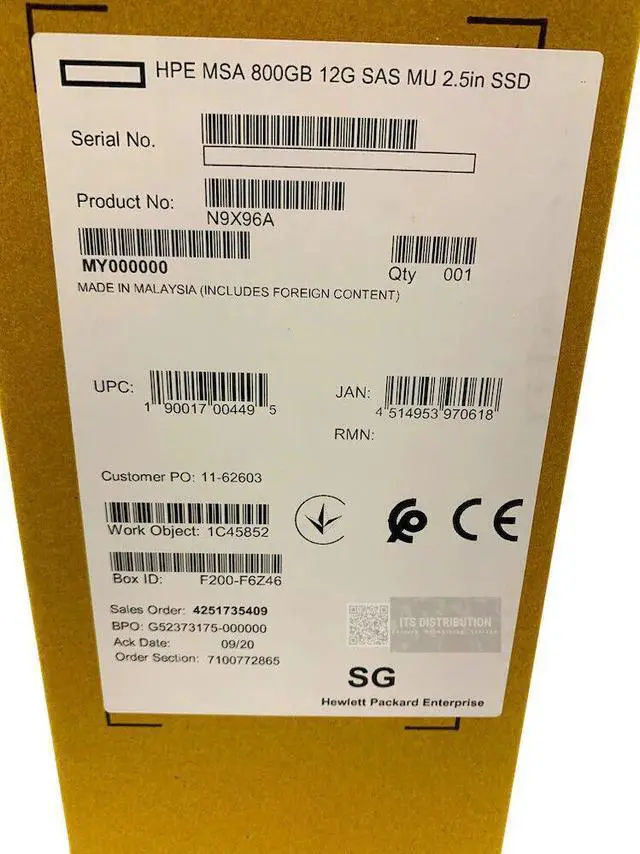 HPE MSA 800GB 12G SAS MU 2.5in SSD
Serial No.
Product No:
N9X96A
MY000000
Qty 001
MADE IN MALAYSIA (INCLUDES FOREIGN CONTENT)
UPC:
1 90017 00449 5
JAN:
4 514953 970618
RMN:
Customer PO: 11-62603
Work Object: 1C45852
CE
Box ID: F200-F6Z46
Sales Order: 4251735409
BPO: G52373175-000000
Ack Date: 09/20
Order Section: 7100772865
ITS DISTRIBUTION
SG
Hewlett Packard Enterprise